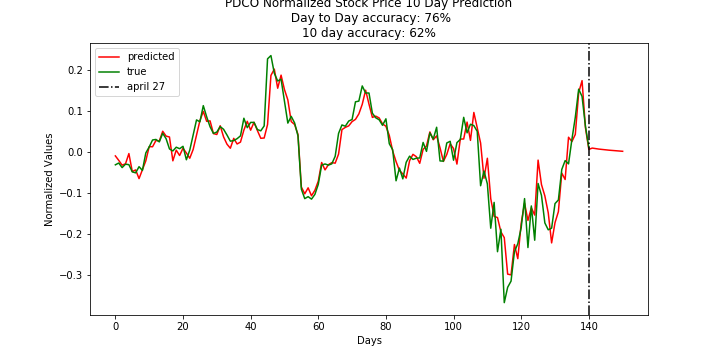 PDCO Normalized Stock Price 10 Day Prediction
Day to Day accuracy: 76%
10 day accuracy: 62%
predicted
true
april 27
Normalized Values
0.2
0.1
0.0
−0.1
−0.2
−0.3
0 20 40 60 80 100 120 140
Days